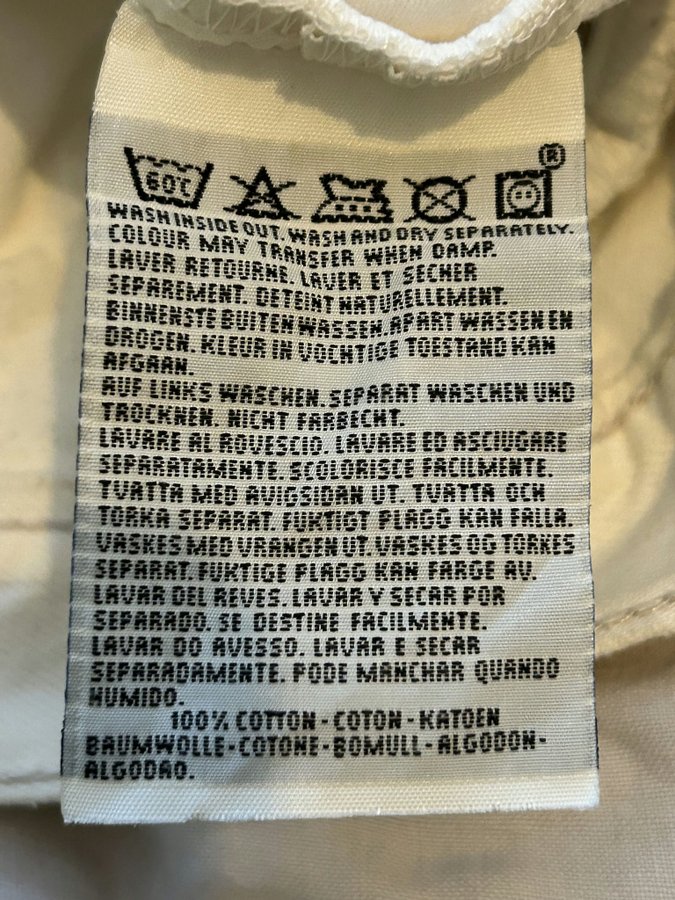 60°C
®
WASH INSIDE OUT. WASH AND DRY SEPARATELY.
COLOUR MAY TRANSFER WHEN DAMP.
LAVER RETOURNE. LAVER ET SECHER
SEPAREMENT. DETEINT NATURELLEMENT.
BINNENSTE BUITEN WASSEN. APART WASSEN EN
DROGEN. KLEUR IN VOCHTIGE TOESTAND KAN
AFGAAN.
AUF LINKS WASCHEN. SEPARAT WASCHEN UND
TROCKNEN. NICHT FARBECHT.
LAVARE AL ROVESCIO. LAVARE ED ASCIUGARE
SEPARATAMENTE. SCOLORISCE FACILMENTE.
TVATTA MED AVIGSIDAN UT. TVATTA OCH
TORKA SEPARAT. FUKTIGT PLAGG KAN FALLA.
VASKES MED VRANGEN UT. VASKES OG TORKES
SEPARAT. FUKTIGE PLAGG KAN FARGE AV.
LAVAR DEL REVES. LAVAR Y SECAR POR
SEPARADO. SE DESTINE FACILMENTE.
LAVAR DO AVESSO. LAVAR E SECAR
SEPARADAMENTE. PODE MANCHAR QUANDO
HUMIDO.
100% COTTON - COTON - KATOEN
BAUMWOLLE - COTONE - BOMULL - ALGODON -
ALGODAO.